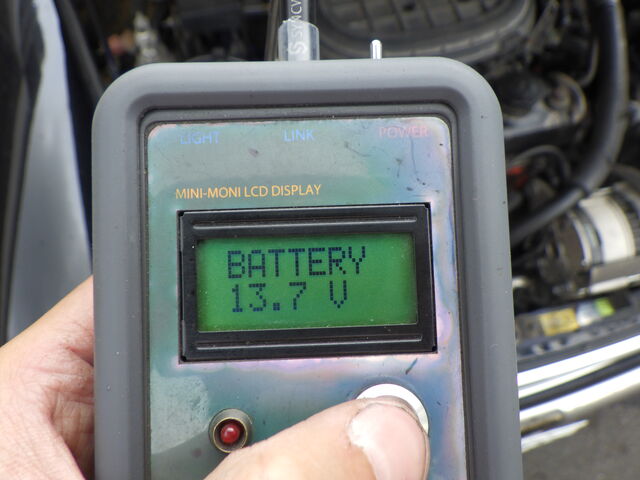 LIGHT LINK POWER
MINI-MONI LCD DISPLAY
BATTERY
13.7 V